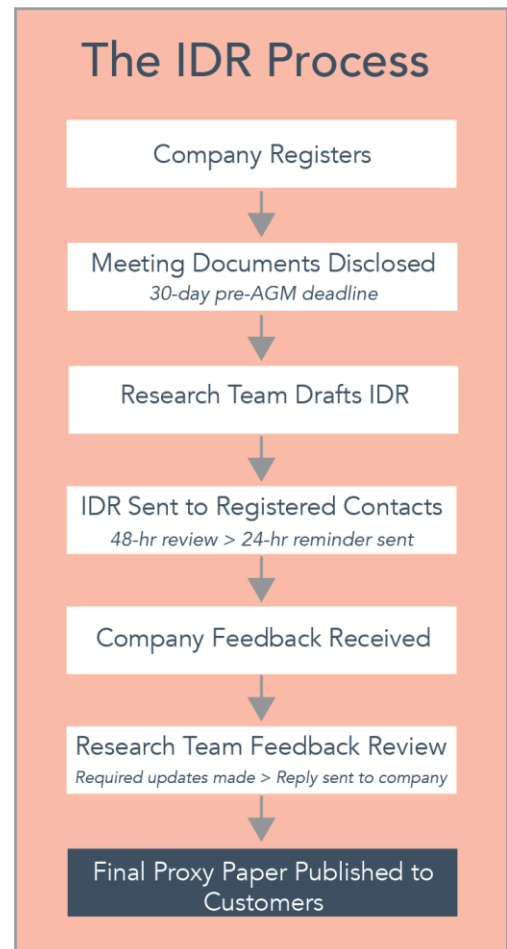 The IDR Process
Company Registers
Meeting Documents Disclosed
30-day pre-AGM deadline
Research Team Drafts IDR
IDR Sent to Registered Contacts
48-hr review > 24-hr reminder sent
Company Feedback Received
Research Team Feedback Review
Required updates made > Reply sent to company
Final Proxy Paper Published to
Customers